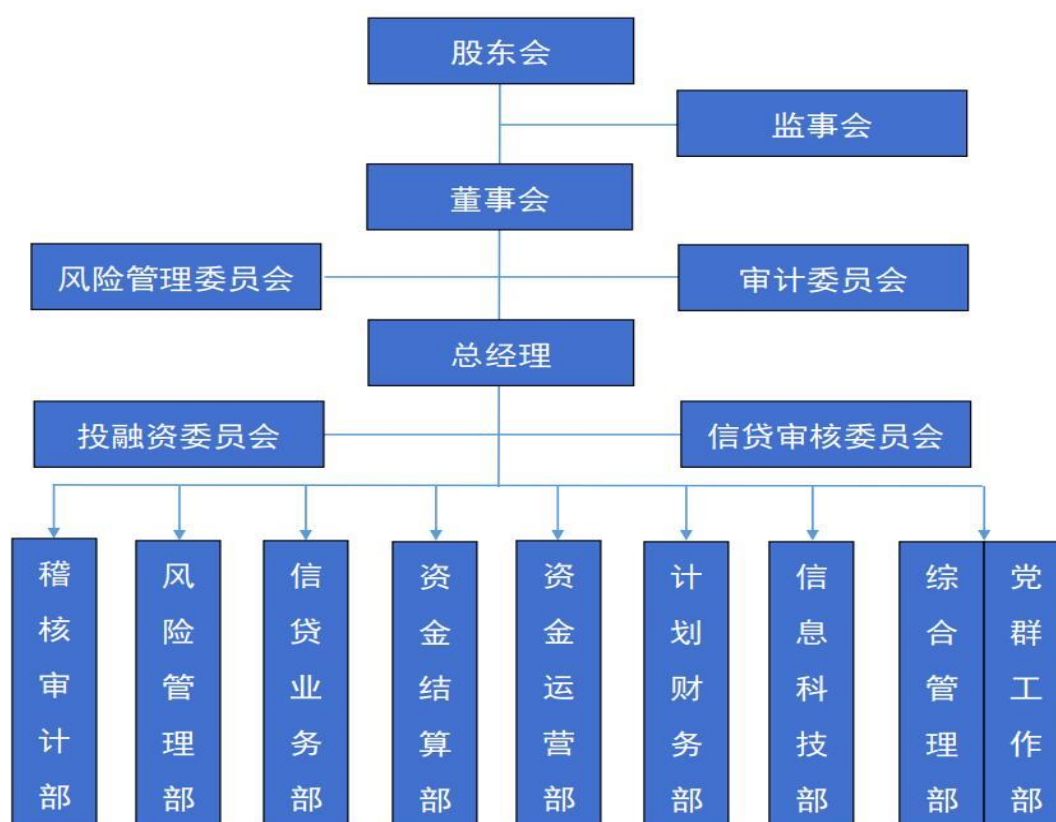 股东会
监事会
董事会
风险管理委员会
审计委员会
总经理
投融资委员会
信贷审核委员会
稽核审计部
风险管理部
信贷业务部
资金结算部
资金运营部
计划财务部
信息科技部
综合管理部
党群工作部